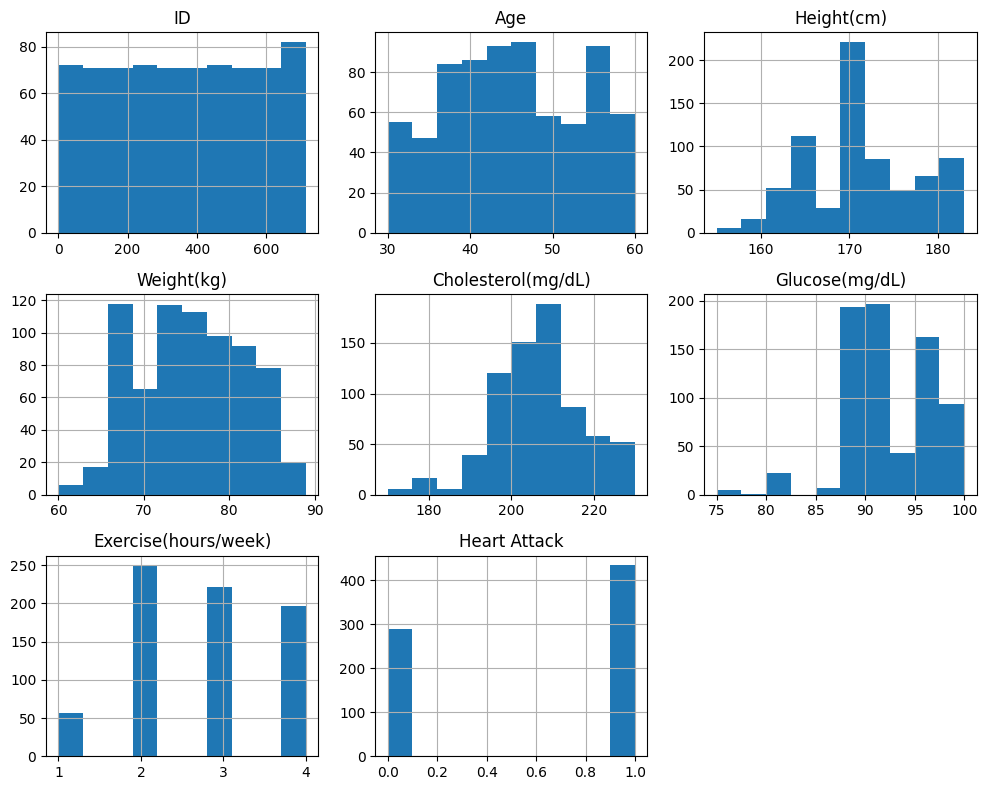 ID
80
60
40
20
0
0 200 400 600
Age
80
60
40
20
0
30 40 50 60
Height(cm)
200
150
100
50
0
160 170 180
Weight(kg)
120
100
80
60
40
20
0
60 70 80 90
Cholesterol(mg/dL)
150
100
50
0
180 200 220
Glucose(mg/dL)
200
150
100
50
0
75 80 85 90 95 100
Exercise(hours/week)
250
200
150
100
50
0
1 2 3 4
Heart Attack
400
300
200
100
0
0.0 0.2 0.4 0.6 0.8 1.0